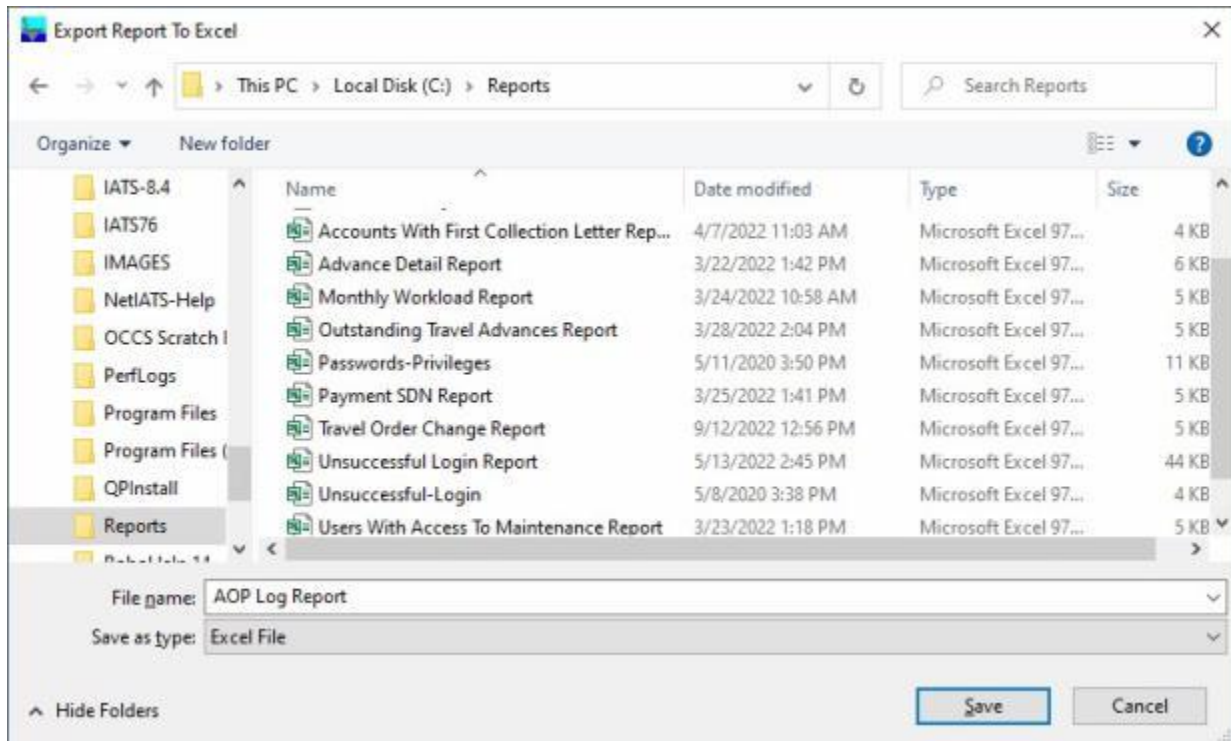 Export Report To Excel
This PC > Local Disk (C:) > Reports
Search Reports
Organize
New folder
Name Date modified Type Size
IATS-8.4
IATS76
IMAGES
NetIATS-Help
OCCS Scratch
PerfLogs
Program Files
Program Files (
QPInstall
Reports
Accounts With First Collection Letter Rep... 4/7/2022 11:03 AM Microsoft Excel 97... 4 KB
Advance Detail Report 3/22/2022 1:42 PM Microsoft Excel 97... 6 KB
Monthly Workload Report 3/24/2022 10:58 AM Microsoft Excel 97... 5 KB
Outstanding Travel Advances Report 3/28/2022 2:04 PM Microsoft Excel 97... 5 KB
Passwords-Privileges 5/11/2020 3:50 PM Microsoft Excel 97... 11 KB
Payment SDN Report 3/25/2022 1:41 PM Microsoft Excel 97... 5 KB
Travel Order Change Report 9/12/2022 12:56 PM Microsoft Excel 97... 5 KB
Unsuccessful Login Report 5/13/2022 2:45 PM Microsoft Excel 97... 44 KB
Unsuccessful-Login 5/8/2020 3:38 PM Microsoft Excel 97... 4 KB
Users With Access To Maintenance Report 3/23/2022 1:18 PM Microsoft Excel 97... 5 KB
File name: AOP Log Report
Save as type: Excel File
Hide Folders
Save
Cancel